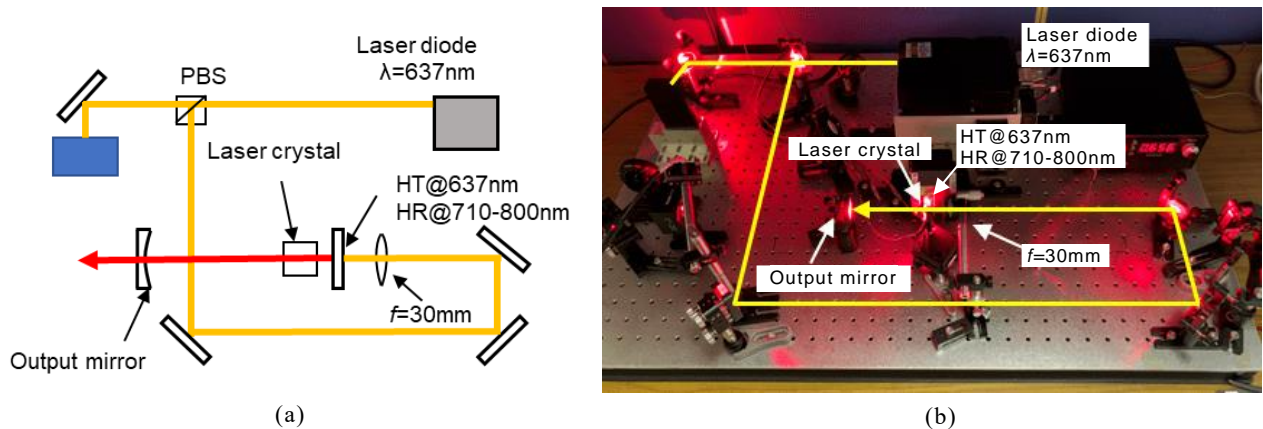 Laser diode
λ=637nm
PBS
Laser crystal
HT@637nm
HR@710-800nm
f=30mm
Output mirror
(a)
Laser diode
λ=637nm
HT@637nm
HR@710-800nm
Laser crystal
Output mirror
f=30mm
(b)